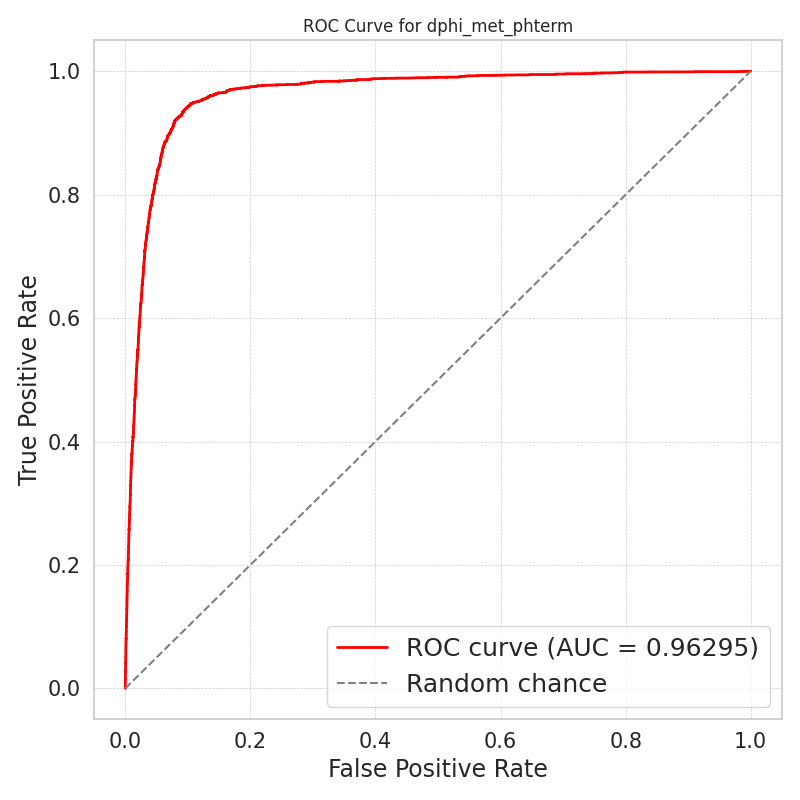 ROC Curve for dphi_met_phterm
True Positive Rate
1.0
0.8
0.6
0.4
0.2
0.0
ROC curve (AUC = 0.96295)
Random chance
0.0 0.2 0.4 0.6 0.8 1.0
False Positive Rate